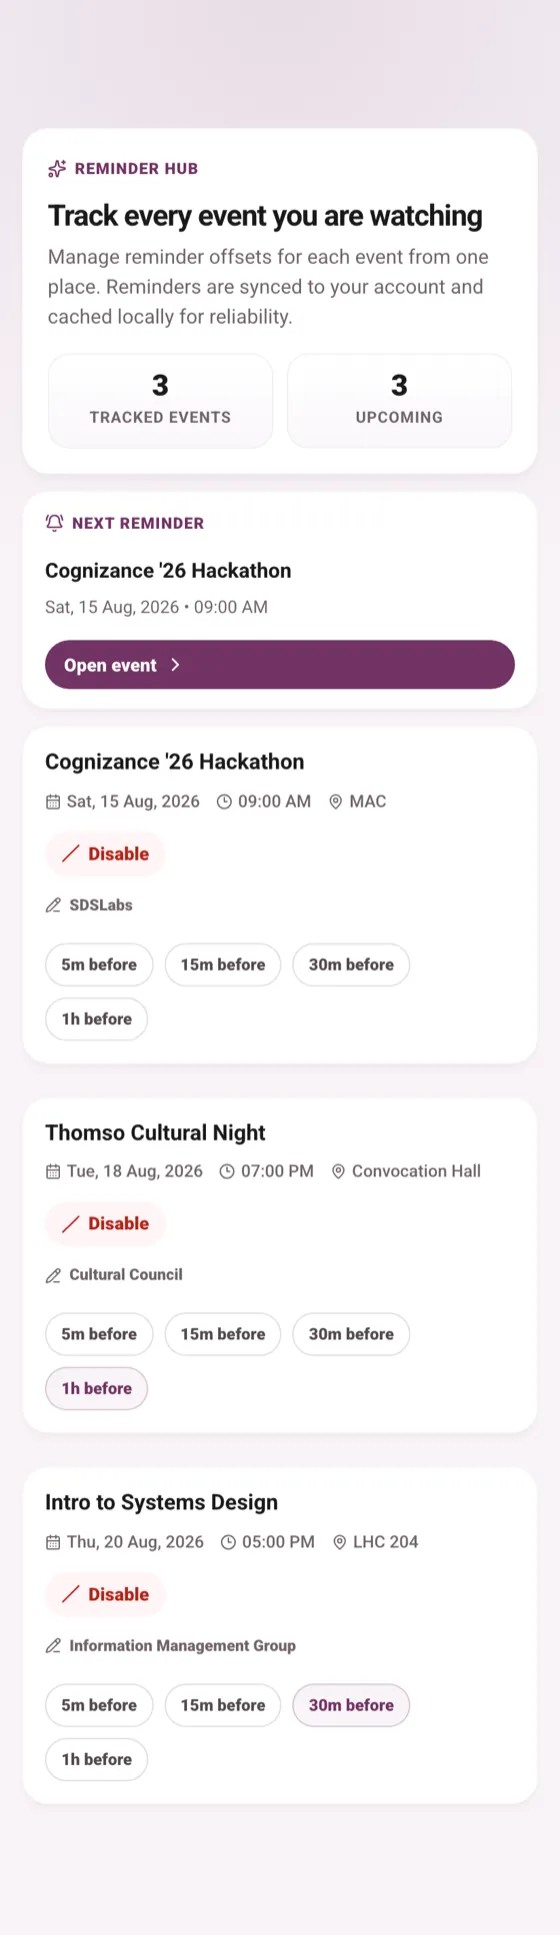 REMINDER HUB
Track every event you are watching
Manage reminder offsets for each event from one
place. Reminders are synced to your account and
cached locally for reliability.
3 3
TRACKED EVENTS UPCOMING
NEXT REMINDER
Cognizance '26 Hackathon
Sat, 15 Aug, 2026 • 09:00 AM
Open event
Cognizance '26 Hackathon
Sat, 15 Aug, 2026 09:00 AM MAC
Disable
SDSLabs
5m before 15m before 30m before
1h before
Thomso Cultural Night
Tue, 18 Aug, 2026 07:00 PM Convocation Hall
Disable
Cultural Council
5m before 15m before 30m before
1h before
Intro to Systems Design
Thu, 20 Aug, 2026 05:00 PM LHC 204
Disable
Information Management Group
5m before 15m before 30m before
1h before